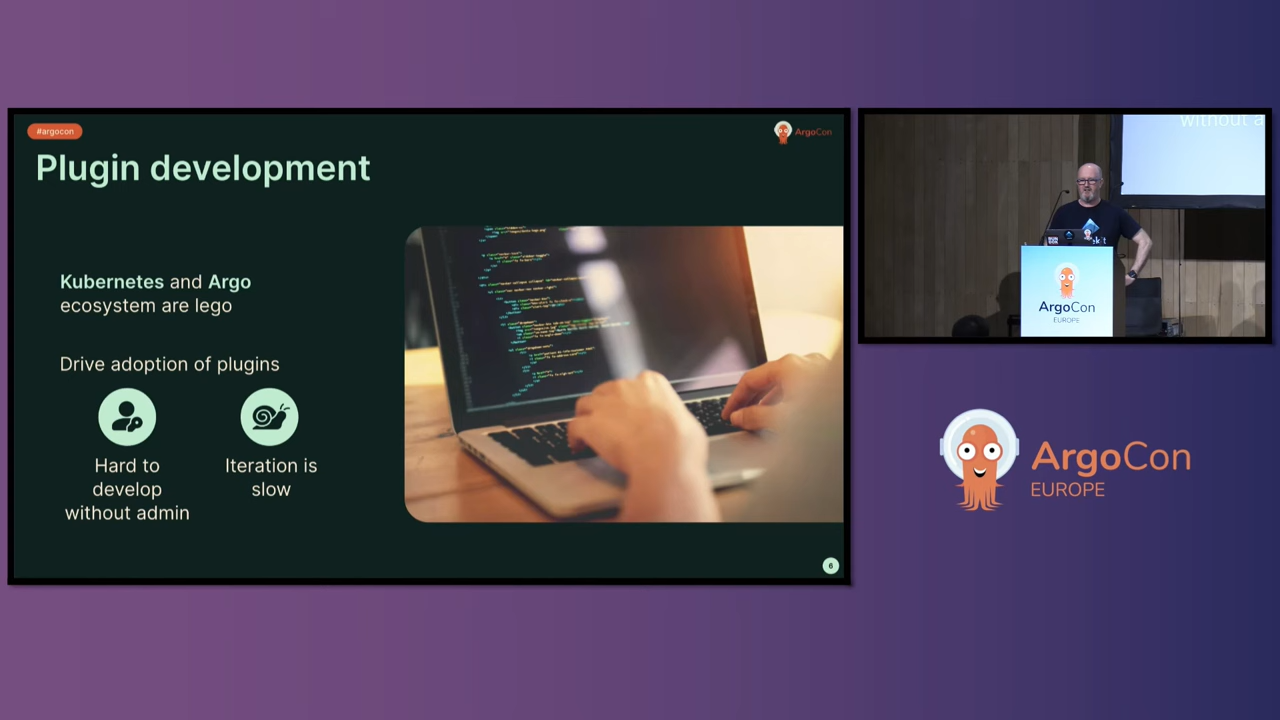 #argocon
ArgoCon
Plugin development
Kubernetes and Argo
ecosystem are lego
Drive adoption of plugins
Hard to
develop
without admin
Iteration is
slow
6
without a
ArgoCon
EUROPE
ArgoCon
EUROPE